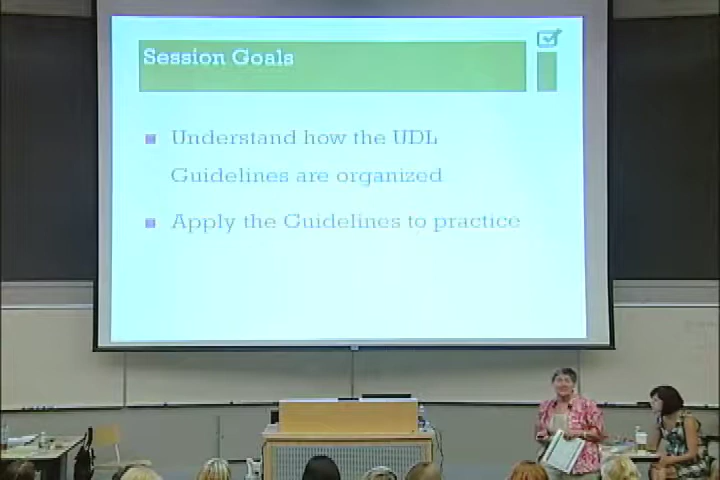 Session Goals
Understand how the UDL
Guidelines are organized
Apply the Guidelines to practice